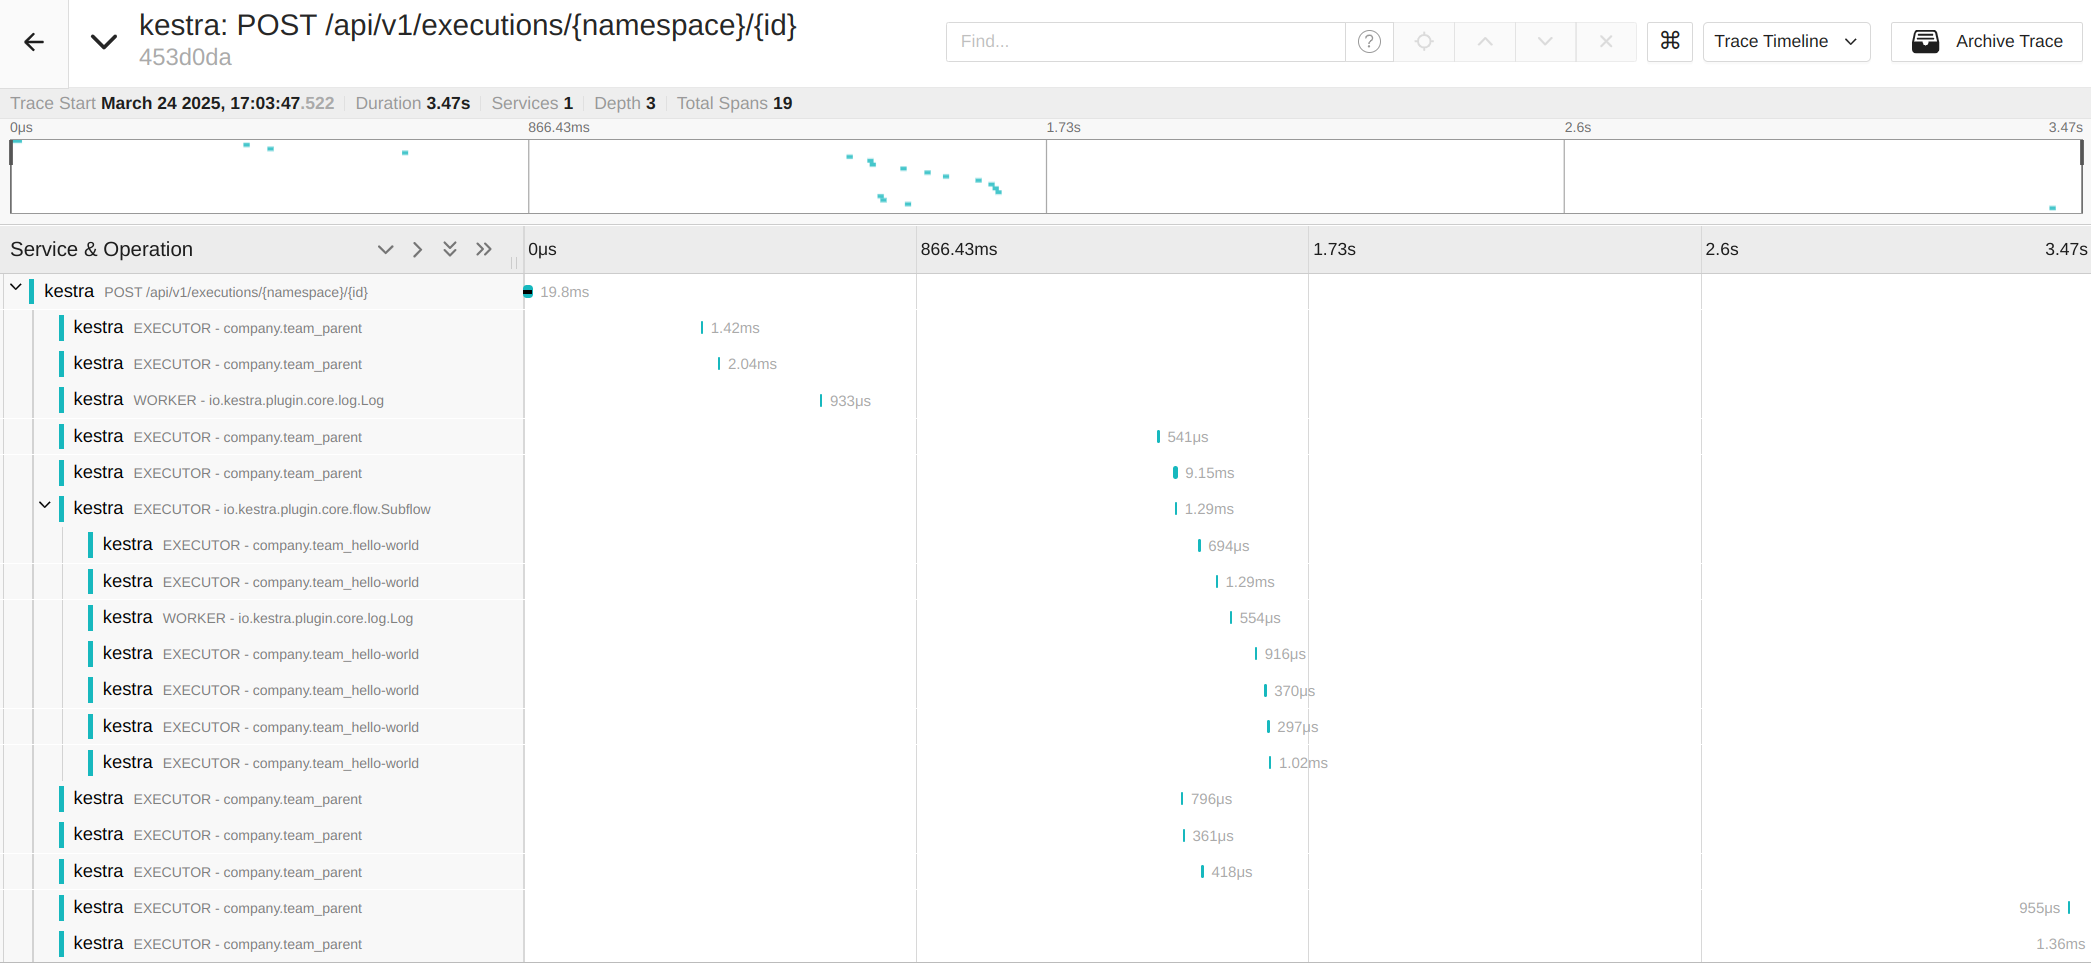 kestra: POST /api/v1/executions/{namespace}/{id}
453d0da
Find...
Trace Timeline
Archive Trace
Trace Start March 24 2025, 17:03:47.522 Duration 3.47s Services 1 Depth 3 Total Spans 19
0μs 866.43ms 1.73s 2.6s 3.47s
Service & Operation 0μs 866.43ms 1.73s 2.6s 3.47s
kestra POST /api/v1/executions/{namespace}/{id} 19.8ms
kestra EXECUTOR - company.team_parent 1.42ms
kestra EXECUTOR - company.team_parent 2.04ms
kestra WORKER - io.kestra.plugin.core.log.Log 933μs
kestra EXECUTOR - company.team_parent 541μs
kestra EXECUTOR - company.team_parent 9.15ms
kestra EXECUTOR - io.kestra.plugin.core.flow.Subflow 1.29ms
kestra EXECUTOR - company.team_hello-world 694μs
kestra EXECUTOR - company.team_hello-world 1.29ms
kestra WORKER - io.kestra.plugin.core.log.Log 554μs
kestra EXECUTOR - company.team_hello-world 916μs
kestra EXECUTOR - company.team_hello-world 370μs
kestra EXECUTOR - company.team_hello-world 297μs
kestra EXECUTOR - company.team_hello-world 1.02ms
kestra EXECUTOR - company.team_parent 796μs
kestra EXECUTOR - company.team_parent 361μs
kestra EXECUTOR - company.team_parent 418μs
kestra EXECUTOR - company.team_parent 955μs
kestra EXECUTOR - company.team_parent 1.36ms